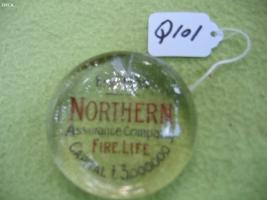 NORTHERN
Assurance Company
FIRE. LIFE
CAPITAL £3,000,000
Q101